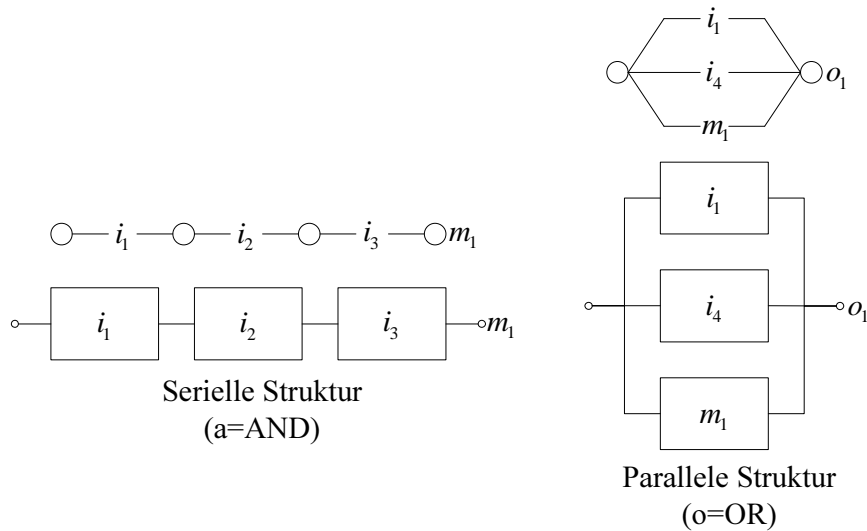 i₁ i₂ i₃ m₁
i₁ i₂ i₃ m₁
Serielle Struktur
(a=AND)
i₁
i₄ o₁
m₁
i₁
i₄ o₁
m₁
Parallele Struktur
(o=OR)